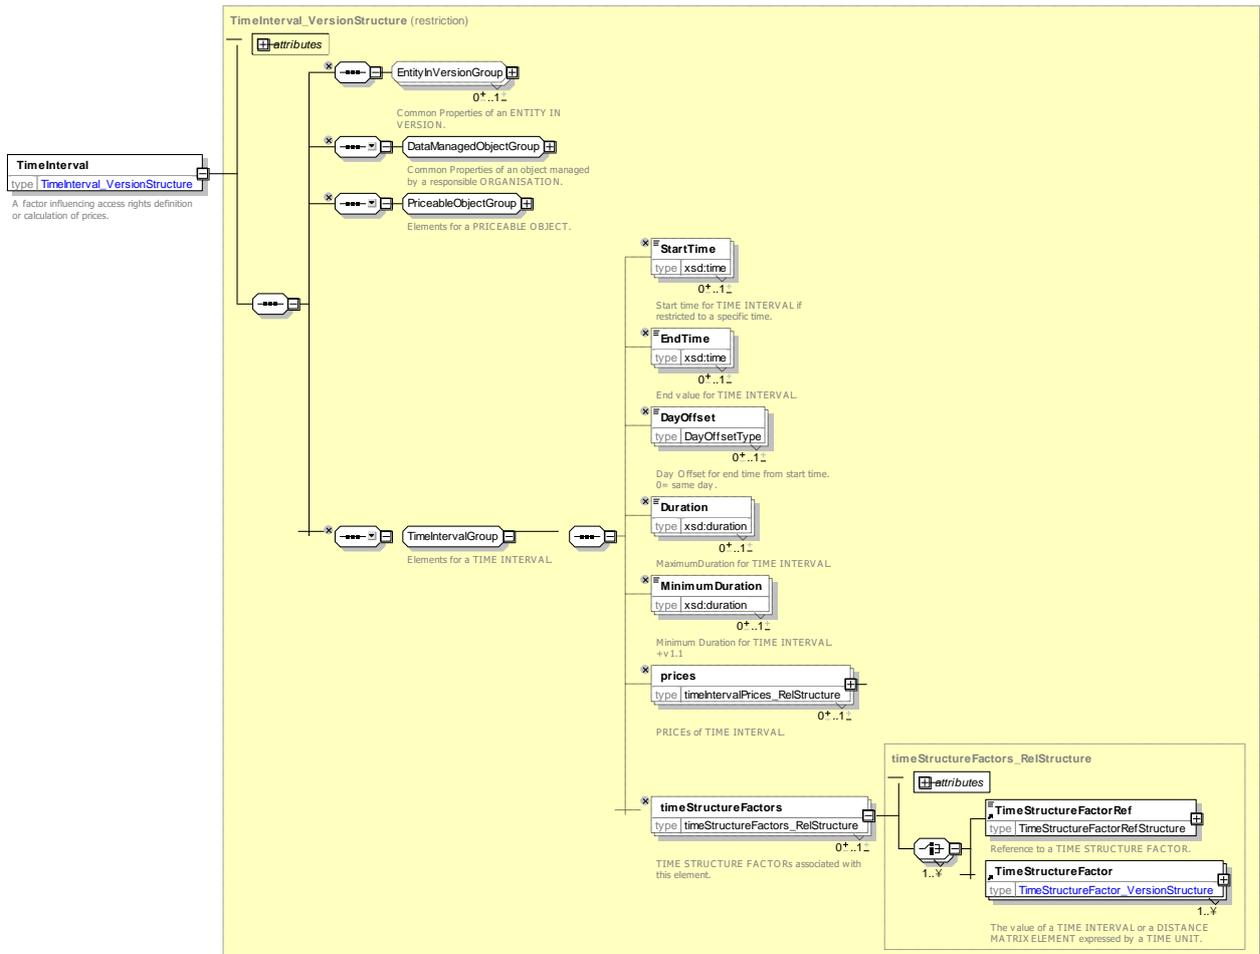 TimeInterval_VersionStructure (restriction)
attributes
EntityInVersionGroup
0..1
Common Properties of an ENTITY IN
VERSION.
DataManagedObjectGroup
Common Properties of an object managed
by a responsible ORGANISATION.
TimeInterval
type TimeInterval_VersionStructure
A factor influencing access rights definition
or calculation of prices.
PriceableObjectGroup
Elements for a PRICEABLE OBJECT.
StartTime
type xsd:time
0..1
Start time for TIME INTERVAL if
restricted to a specific time.
EndTime
type xsd:time
0..1
End value for TIME INTERVAL.
DayOffset
type DayOffsetType
0..1
Day Offset for end time from start time.
0= same day.
Duration
type xsd:duration
0..1
MaximumDuration for TIME INTERVAL.
TimeIntervalGroup
Elements for a TIME INTERVAL.
MinimumDuration
type xsd:duration
0..1
Minimum Duration for TIME INTERVAL.
+v1.1
prices
type timeIntervalPrices_RelStructure
0..1
PRICEs of TIME INTERVAL.
timeStructureFactors
type timeStructureFactors_RelStructure
0..1
TIME STRUCTURE FACTORs associated with
this element.
timeStructureFactors_RelStructure
attributes
TimeStructureFactorRef
type TimeStructureFactorRefStructure
Reference to a TIME STRUCTURE FACTOR.
1..¥
TimeStructureFactor
type TimeStructureFactor_VersionStructure
1..¥
The value of a TIME INTERVAL or a DISTANCE
MATRIX ELEMENT expressed by a TIME UNIT.